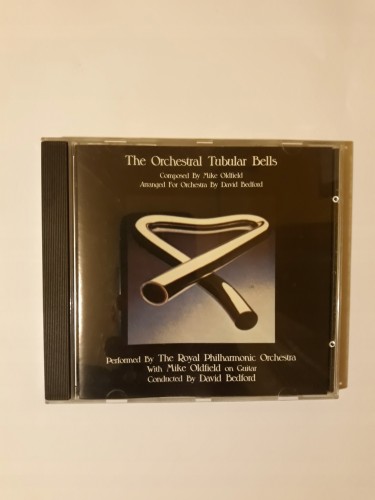 The Orchestral Tubular Bells
Composed By Mike Oldfield
Arranged For Orchestra By David Bedford
Performed By The Royal Philharmonic Orchestra
With Mike Oldfield on Guitar
Conducted By David Bedford